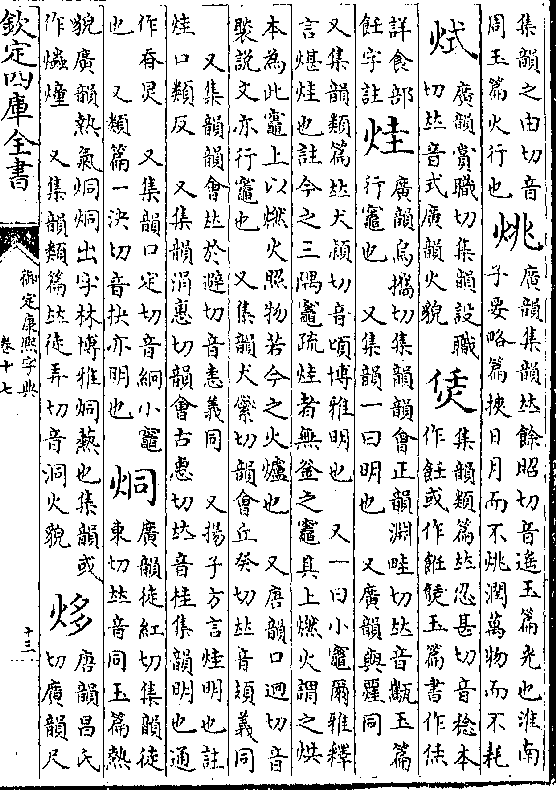 集韻之由切音
周玉篇火行也
烑
廣韻集韻𠀤餘昭切音遙玉篇光也淮南
子要略篇挾日月而不烑潤萬物而不耗
烒
廣韻賞職切集韻設職
切𠀤音式廣韻火貌
集韻類篇𠀤忍甚切音稔本
作飪或作餁玉篇書作
詳食部
飪字註
烓
廣韻烏㩗切集韻韻會正韻淵畦切𠀤音䵷玉篇
行竈也 又集韻一曰明也 又廣韻與同
又集韻類篇𠀤犬潁切音頃博雅明也 又一曰小竈爾雅釋
言煁烓也註今之三隅竈疏烓者無釜之竈其上燃火謂之烘
本為此竈上以燃火照物若今之火爐也 又唐韻口迥切音
褧說文亦行竈也 又集韻犬縈切韻會丘癸切𠀤音頍義同
又集韻韻會𠀤於避切音恚義同 又揚子方言烓明也註
烓口類反 又集韻涓惠切韻會古惠切𠀤音桂集韻明也通
作昋炅 又集韻口定切音絅小竈
也 又類篇一決切音抉亦明也
烔
廣韻徒紅切集韻徒
東切𠀤音同玉篇熱
貌廣韻熱氣烔烔出字林博雅烔爇也集韻或
作爞燑 又集韻類篇𠀤徒弄切音洞火貌
㶴
唐韻昌氏
切廣韻尺
欽定四庫全書
御定康熙字典
卷十七
十三